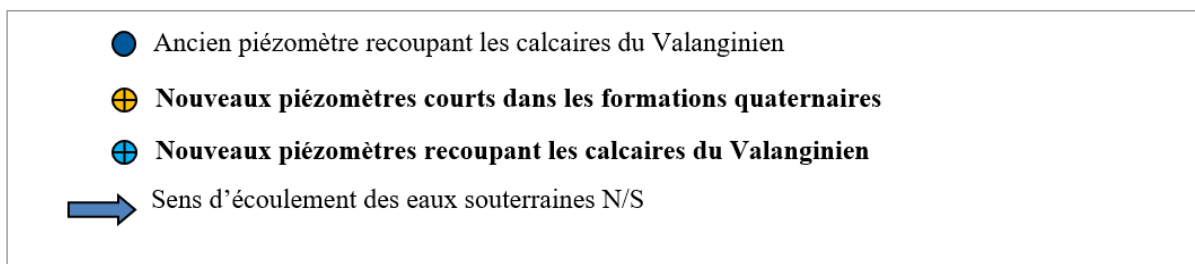 Ancien piézomètre recoupant les calcaires du Valanginien
Nouveaux piézomètres courts dans les formations quaternaires
Nouveaux piézomètres recoupant les calcaires du Valanginien
Sens d’écoulement des eaux souterraines N/S